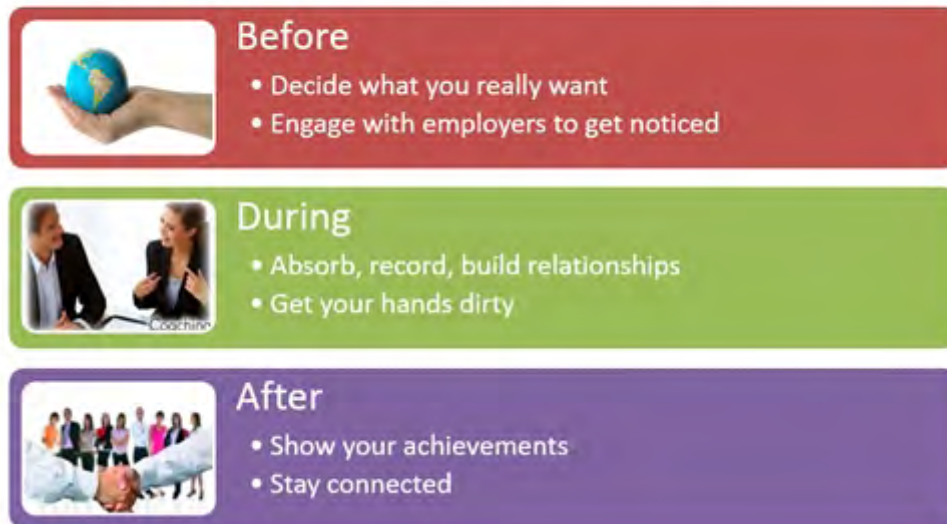 Before
• Decide what you really want
• Engage with employers to get noticed
During
• Absorb, record, build relationships
• Get your hands dirty
Coaching
After
• Show your achievements
• Stay connected